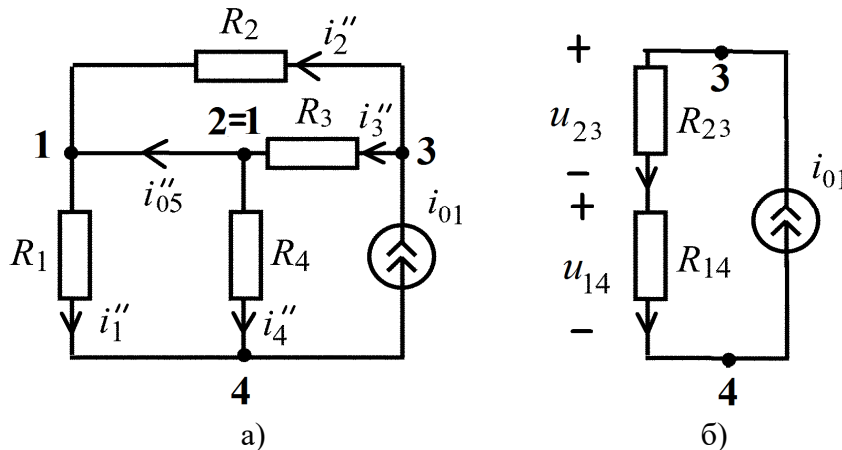 R₂ i₂″
2=1 R₃ i₃″
1 3
i₀₅″ i₀₁
R₁ R₄
i₁″ i₄″
4
а)
+ 3
u₂₃ R₂₃
−
+ i₀₁
u₁₄ R₁₄
−
4
б)